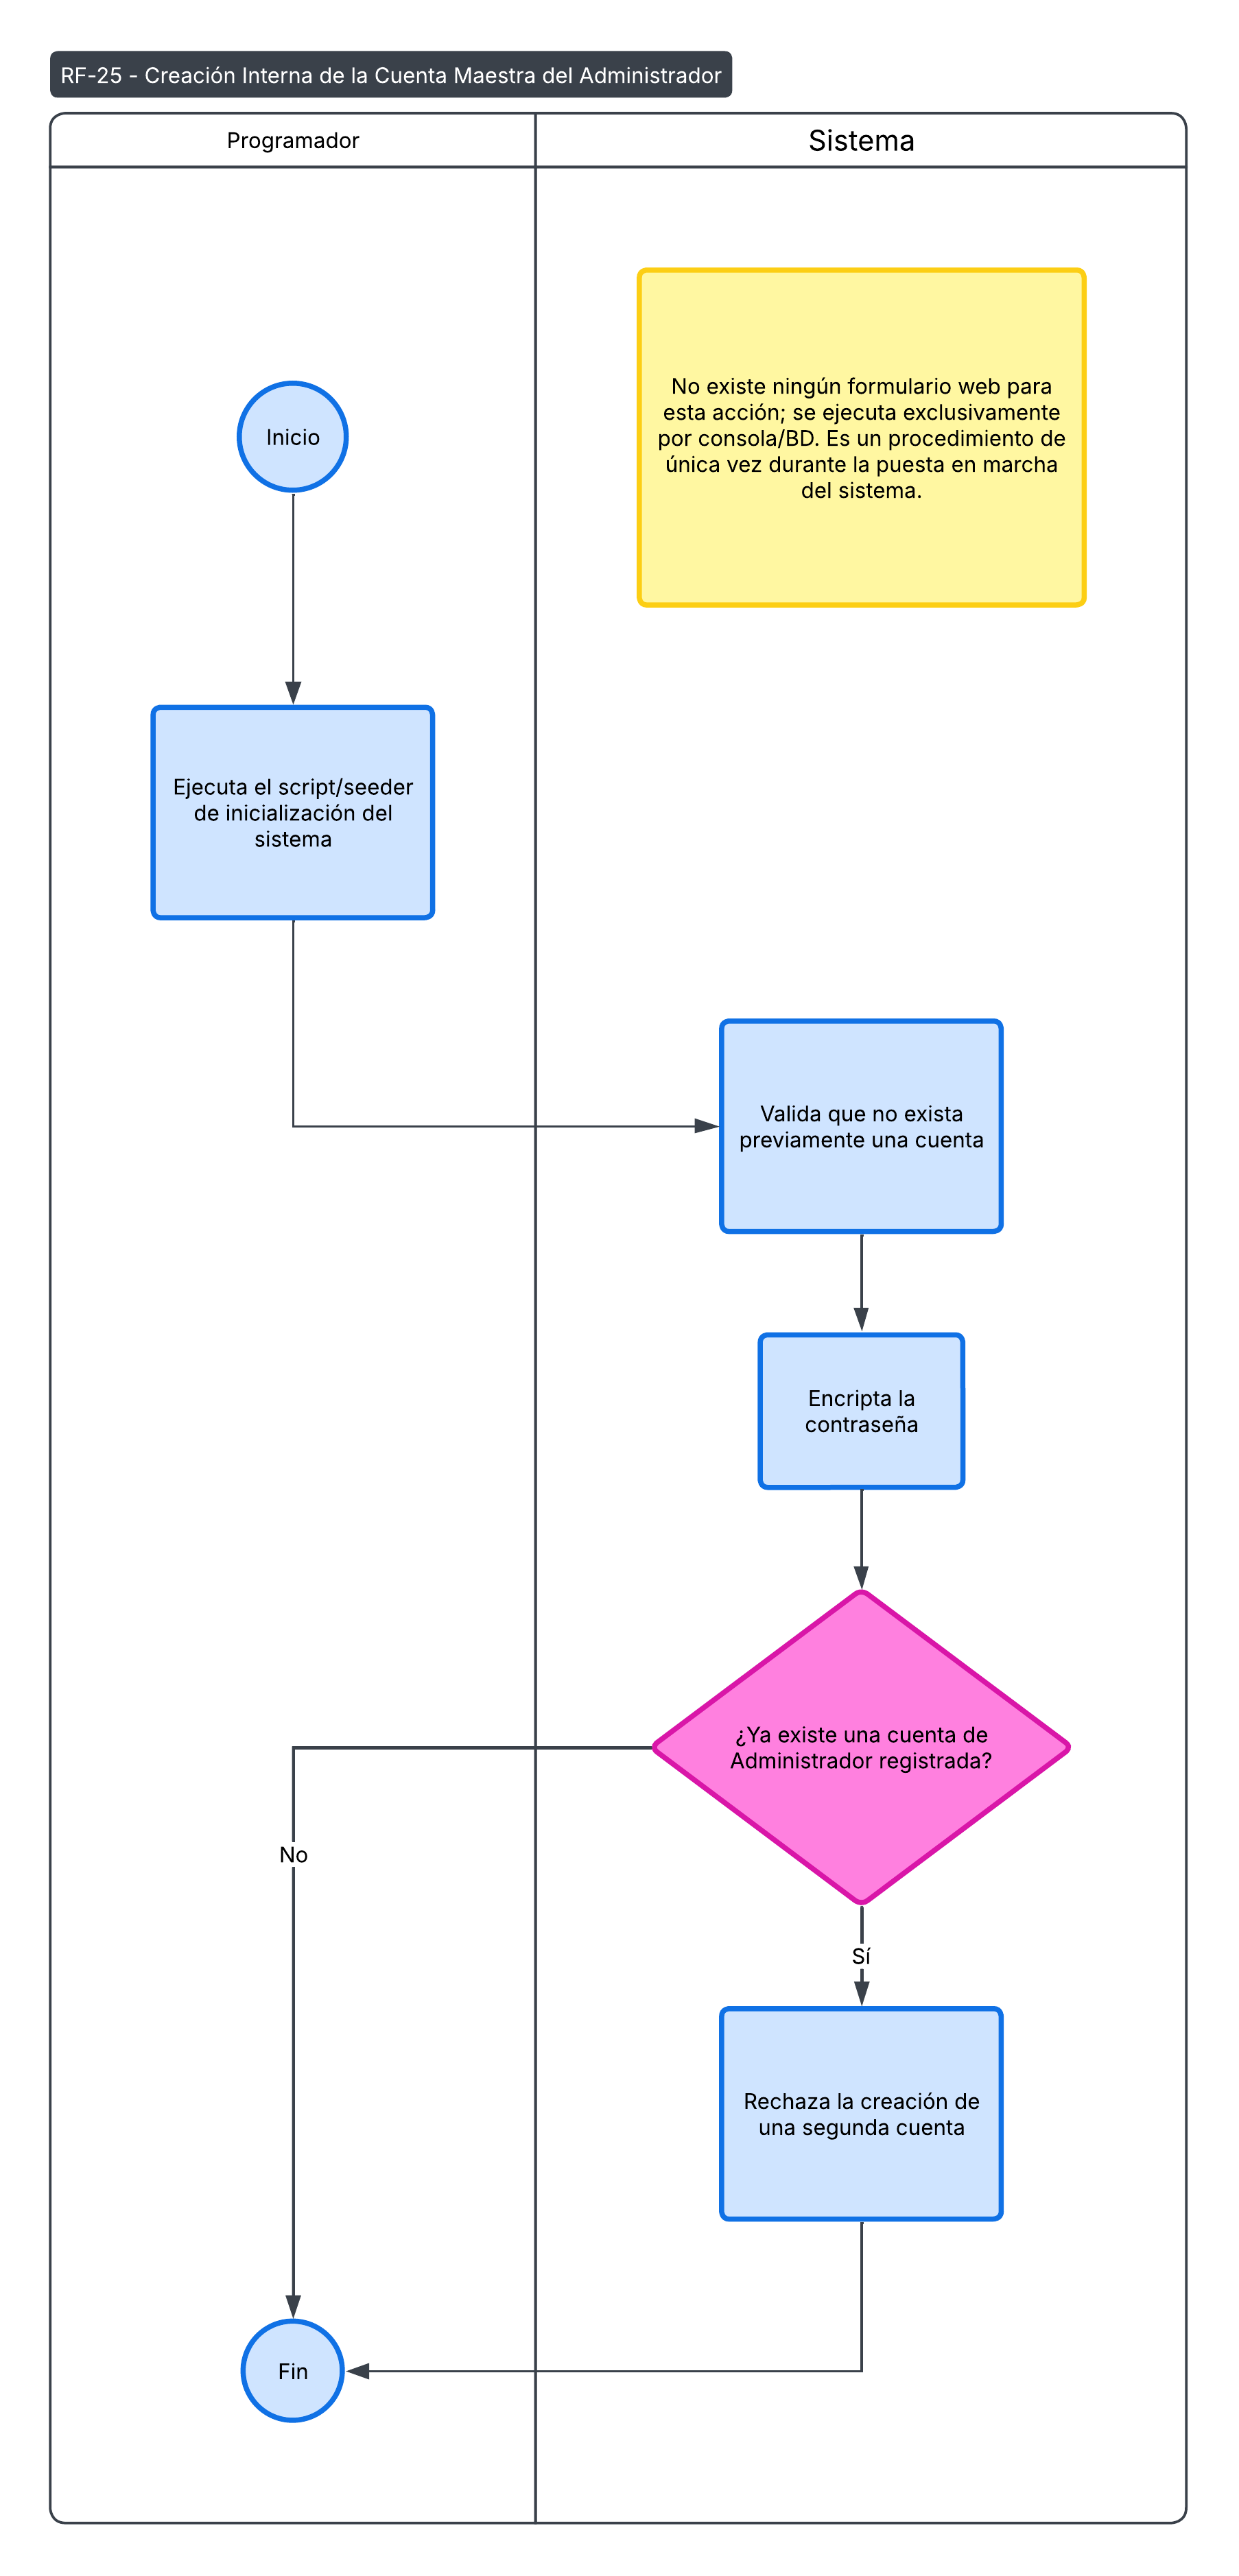 RF-25 - Creación Interna de la Cuenta Maestra del Administrador
Programador
Sistema
No existe ningún formulario web para
esta acción; se ejecuta exclusivamente
por consola/BD. Es un procedimiento de
única vez durante la puesta en marcha
del sistema.
Inicio
Ejecuta el script/seeder
de inicialización del
sistema
Valida que no exista
previamente una cuenta
Encripta la
contraseña
¿Ya existe una cuenta de
Administrador registrada?
No
Sí
Rechaza la creación de
una segunda cuenta
Fin